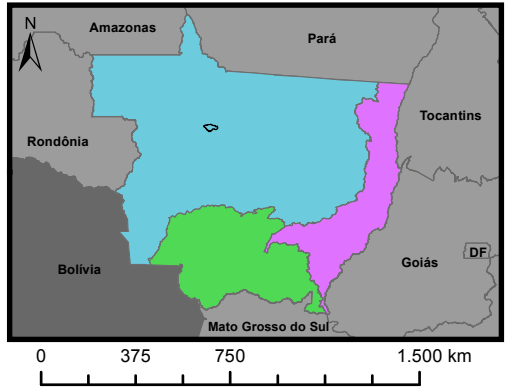 N
Amazonas
Pará
Tocantins
Rondônia
Bolívia
Goiás
DF
Mato Grosso do Sul
0 375 750 1.500 km